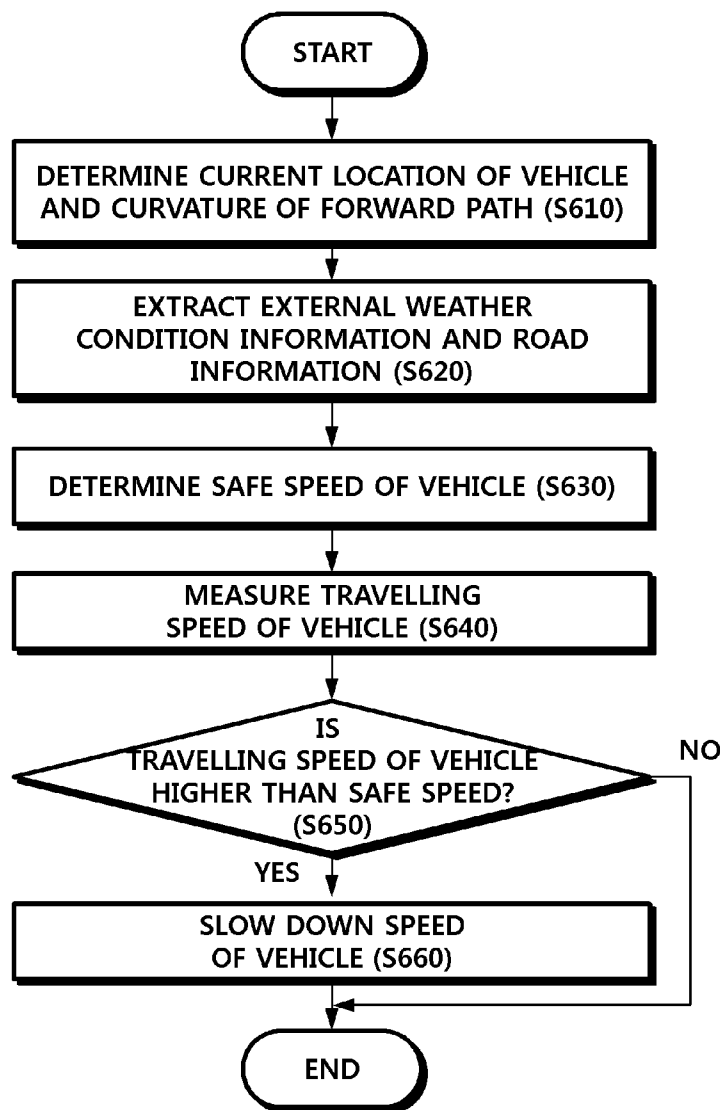 START
DETERMINE CURRENT LOCATION OF VEHICLE
AND CURVATURE OF FORWARD PATH (S610)
EXTRACT EXTERNAL WEATHER
CONDITION INFORMATION AND ROAD
INFORMATION (S620)
DETERMINE SAFE SPEED OF VEHICLE (S630)
MEASURE TRAVELLING
SPEED OF VEHICLE (S640)
IS
TRAVELLING SPEED OF VEHICLE
HIGHER THAN SAFE SPEED?
(S650)
NO
YES
SLOW DOWN SPEED
OF VEHICLE (S660)
END